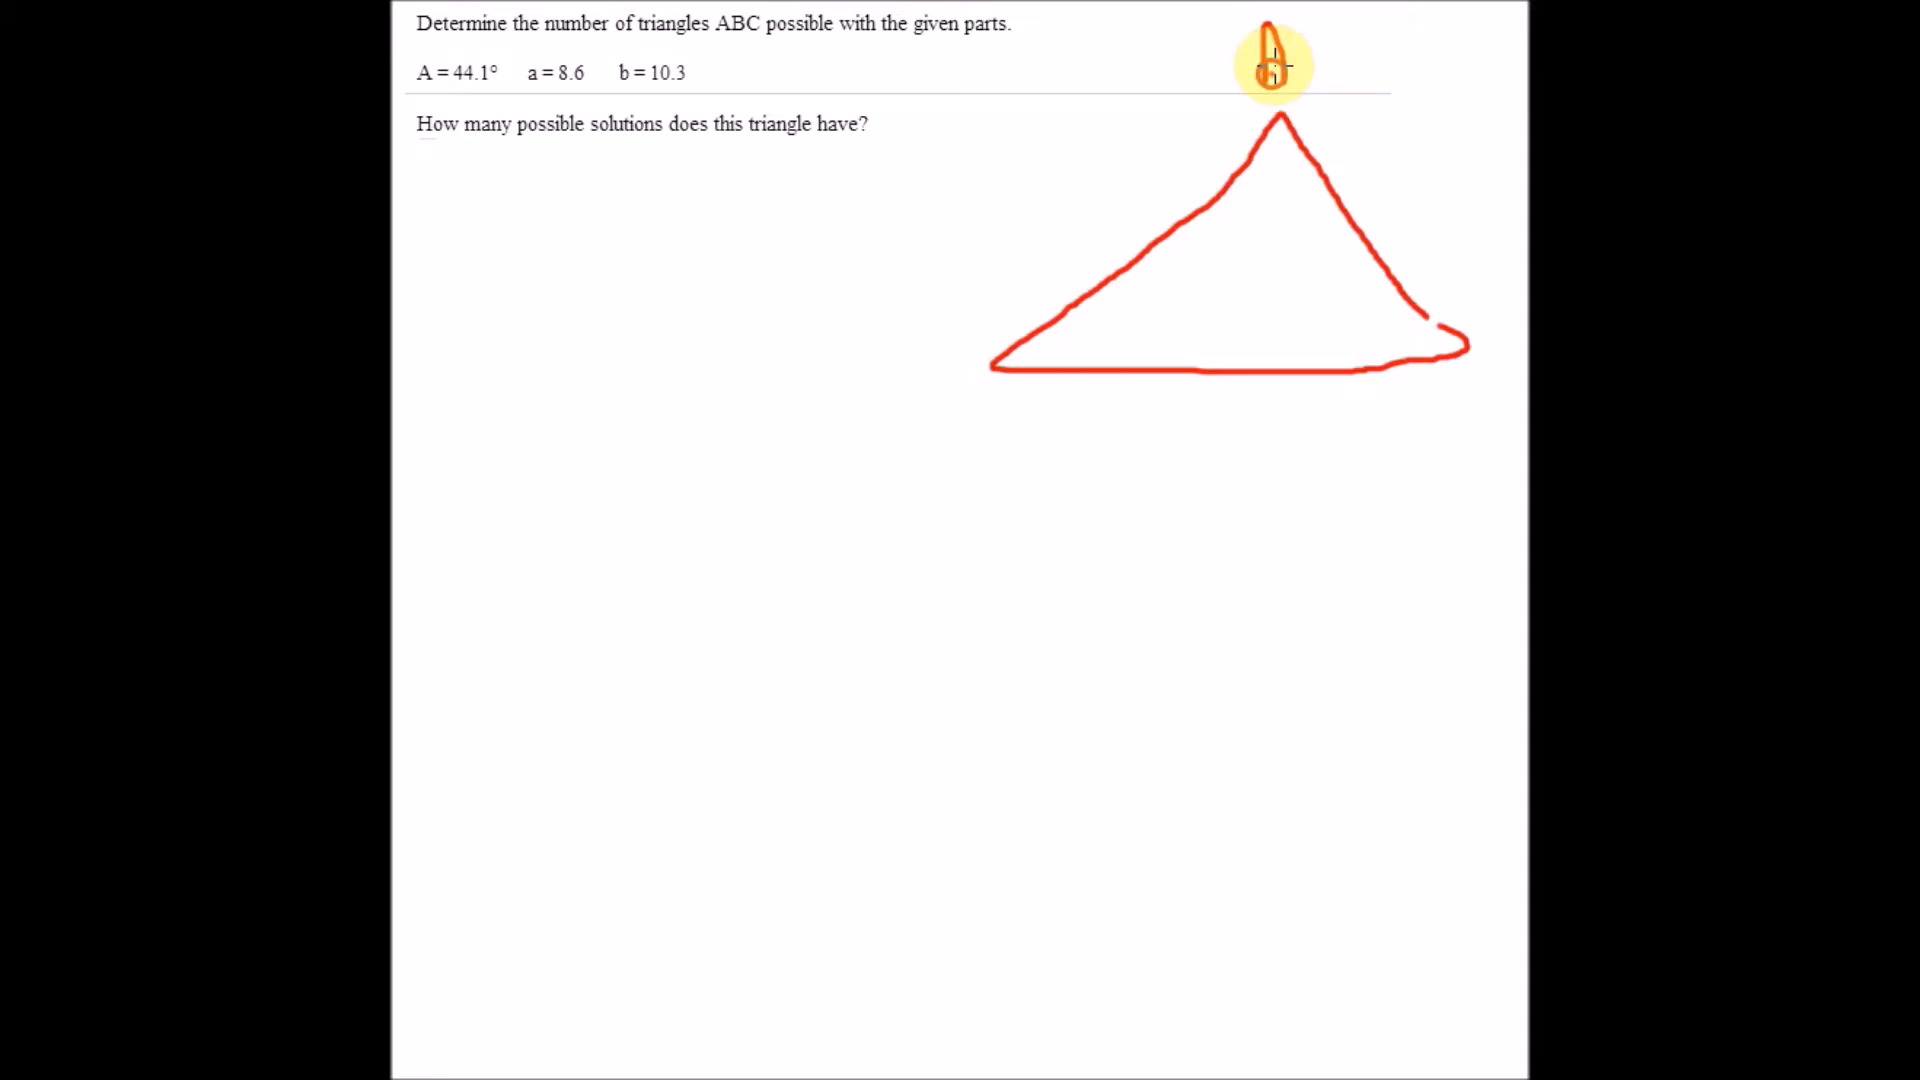 Determine the number of triangles ABC possible with the given parts.
A = 44.1° a = 8.6 b = 10.3
How many possible solutions does this triangle have?